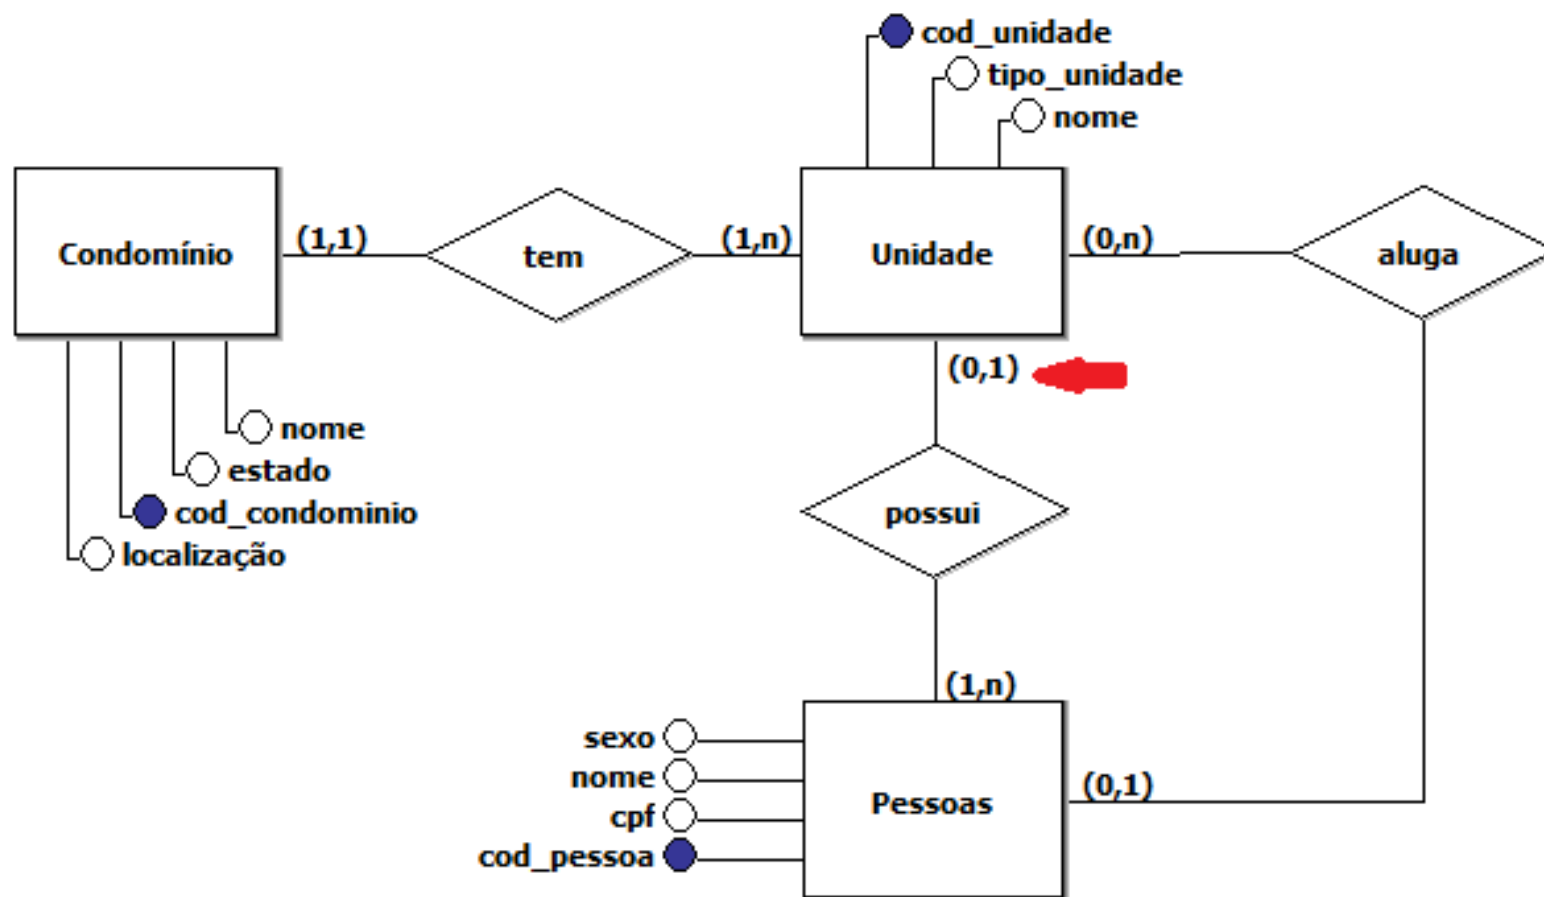 cod_unidade
tipo_unidade
nome
Condomínio
(1,1)
tem
(1,n)
Unidade
(0,n)
aluga
(0,1)
nome
estado
cod_condominio
localização
possui
(1,n)
sexo
nome
cpf
cod_pessoa
Pessoas
(0,1)